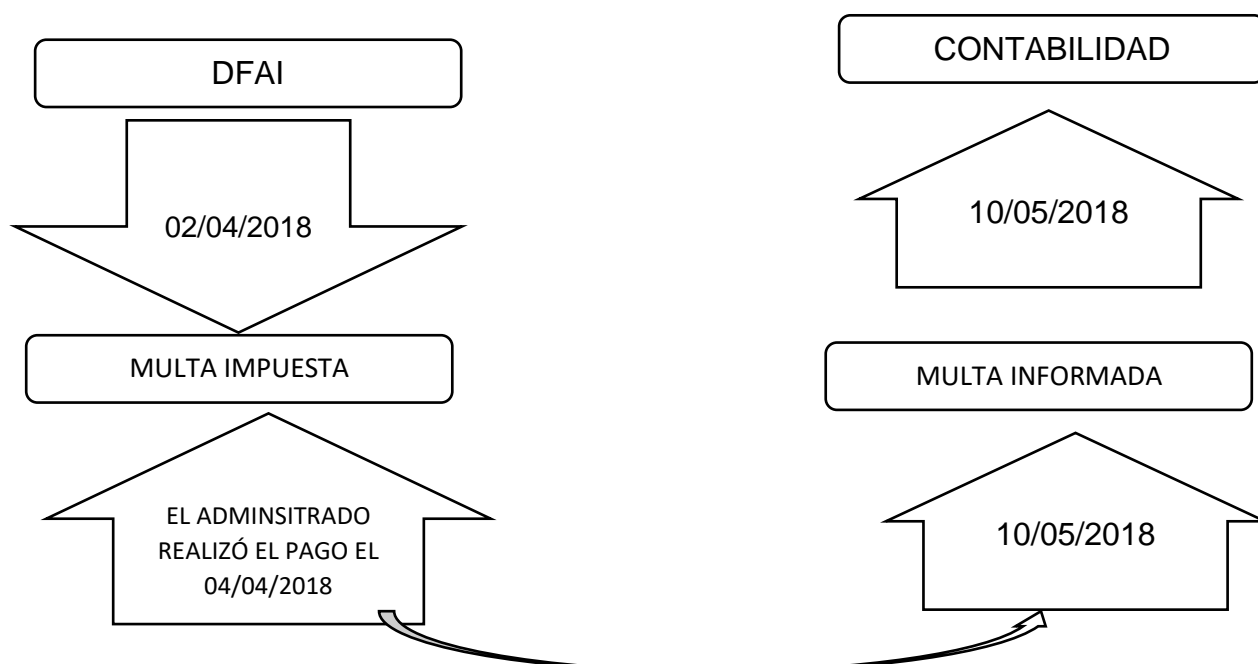 DFAI
02/04/2018
MULTA IMPUESTA
EL ADMINSITRADO
REALIZÓ EL PAGO EL
04/04/2018
CONTABILIDAD
10/05/2018
MULTA INFORMADA
10/05/2018